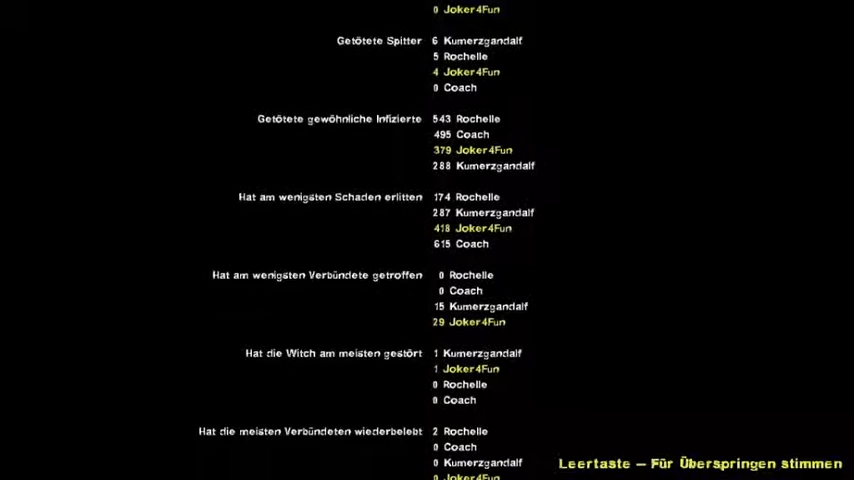 0 Joker4Fun
Getötete Spitter 6 Kumerzgandalf
5 Rochelle
4 Joker4Fun
0 Coach
Getötete gewöhnliche Infizierte 543 Rochelle
495 Coach
379 Joker4Fun
288 Kumerzgandalf
Hat am wenigsten Schaden erlitten 174 Rochelle
287 Kumerzgandalf
418 Joker4Fun
615 Coach
Hat am wenigsten Verbündete getroffen 0 Rochelle
0 Coach
15 Kumerzgandalf
29 Joker4Fun
Hat die Witch am meisten gestört 1 Kumerzgandalf
1 Joker4Fun
0 Rochelle
0 Coach
Hat die meisten Verbündeten wiederbelebt 2 Rochelle
0 Coach
0 Kumerzgandalf
0 Joker4Fun
Leertaste – Für Überspringen stimmen